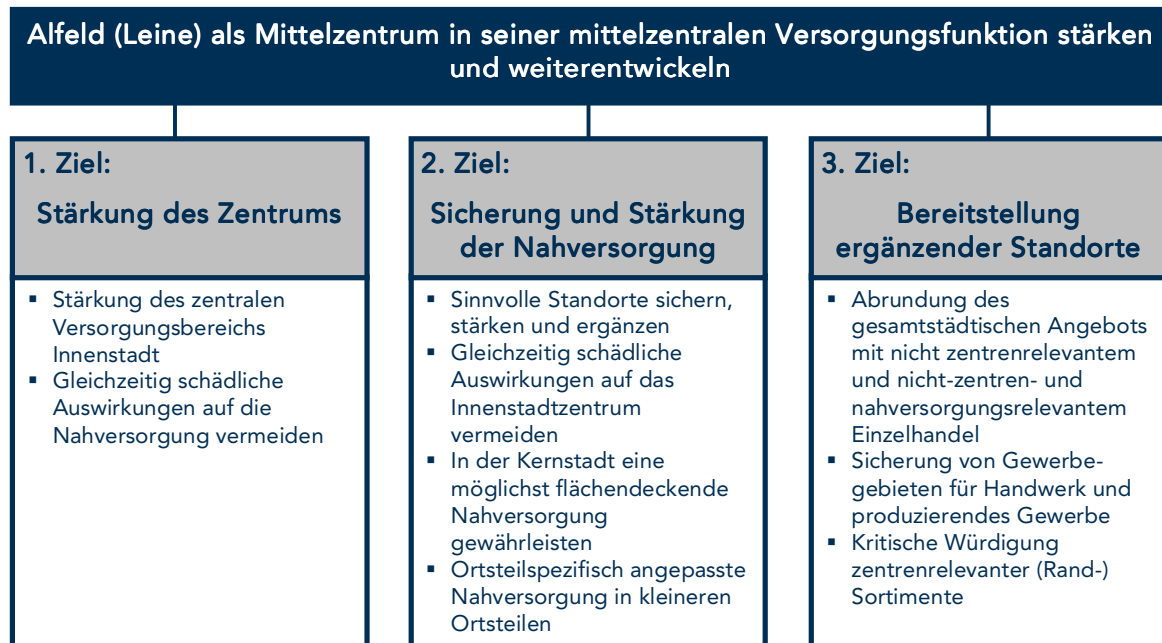 Alfeld (Leine) als Mittelzentrum in seiner mittelzentralen Versorgungsfunktion stärken
und weiterentwickeln
1. Ziel:
Stärkung des Zentrums
▪ Stärkung des zentralen
Versorgungsbereichs
Innenstadt
▪ Gleichzeitig schädliche
Auswirkungen auf die
Nahversorgung vermeiden
2. Ziel:
Sicherung und Stärkung
der Nahversorgung
▪ Sinnvolle Standorte sichern,
stärken und ergänzen
▪ Gleichzeitig schädliche
Auswirkungen auf das
Innenstadtzentrum
vermeiden
▪ In der Kernstadt eine
möglichst flächendeckende
Nahversorgung
gewährleisten
▪ Ortsteilspezifisch angepasste
Nahversorgung in kleineren
Ortsteilen
3. Ziel:
Bereitstellung
ergänzender Standorte
▪ Abrundung des
gesamtstädtischen Angebots
mit nicht zentrenrelevantem
und nicht-zentren- und
nahversorgungsrelevantem
Einzelhandel
▪ Sicherung von Gewerbe-
gebieten für Handwerk und
produzierendes Gewerbe
▪ Kritische Würdigung
zentrenrelevanter (Rand-)
Sortimente